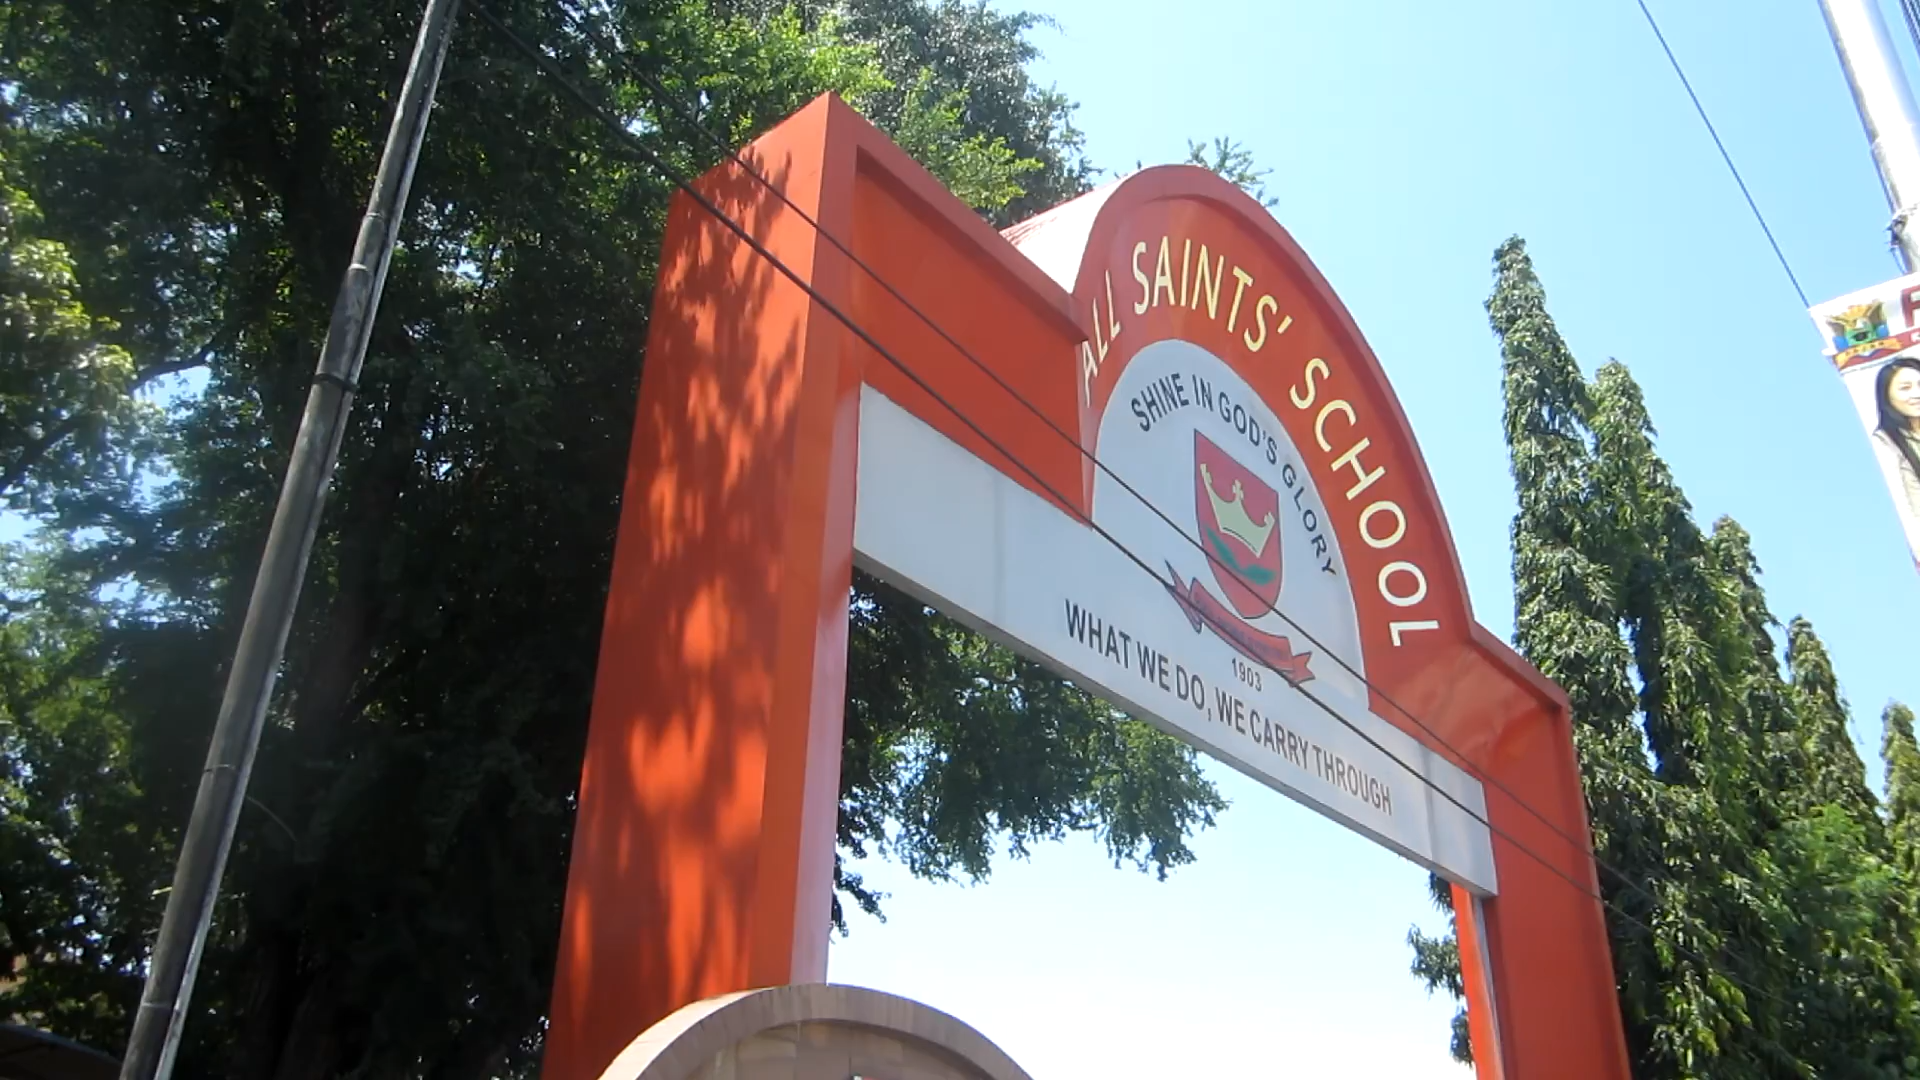 ALL SAINTS' SCHOOL
SHINE IN GOD'S GLORY
1903
WHAT WE DO, WE CARRY THROUGH